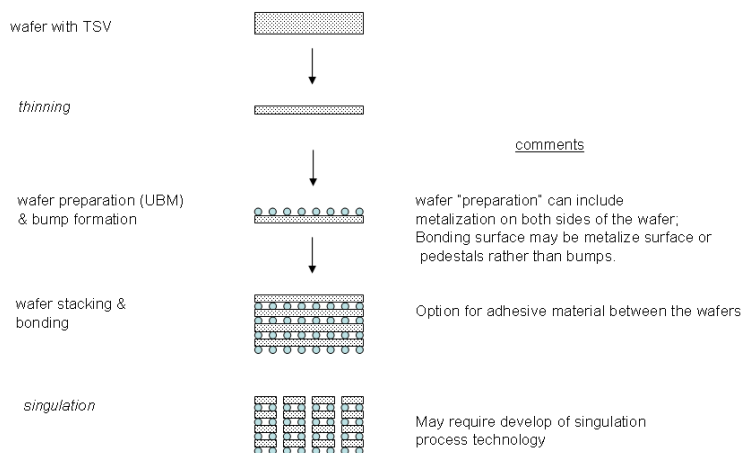 wafer with TSV
thinning
comments
wafer preparation (UBM)
& bump formation
wafer "preparation" can include
metalization on both sides of the wafer;
Bonding surface may be metalize surface or
pedestals rather than bumps.
wafer stacking &
bonding
Option for adhesive material between the wafers
singulation
May require develop of singulation
process technology